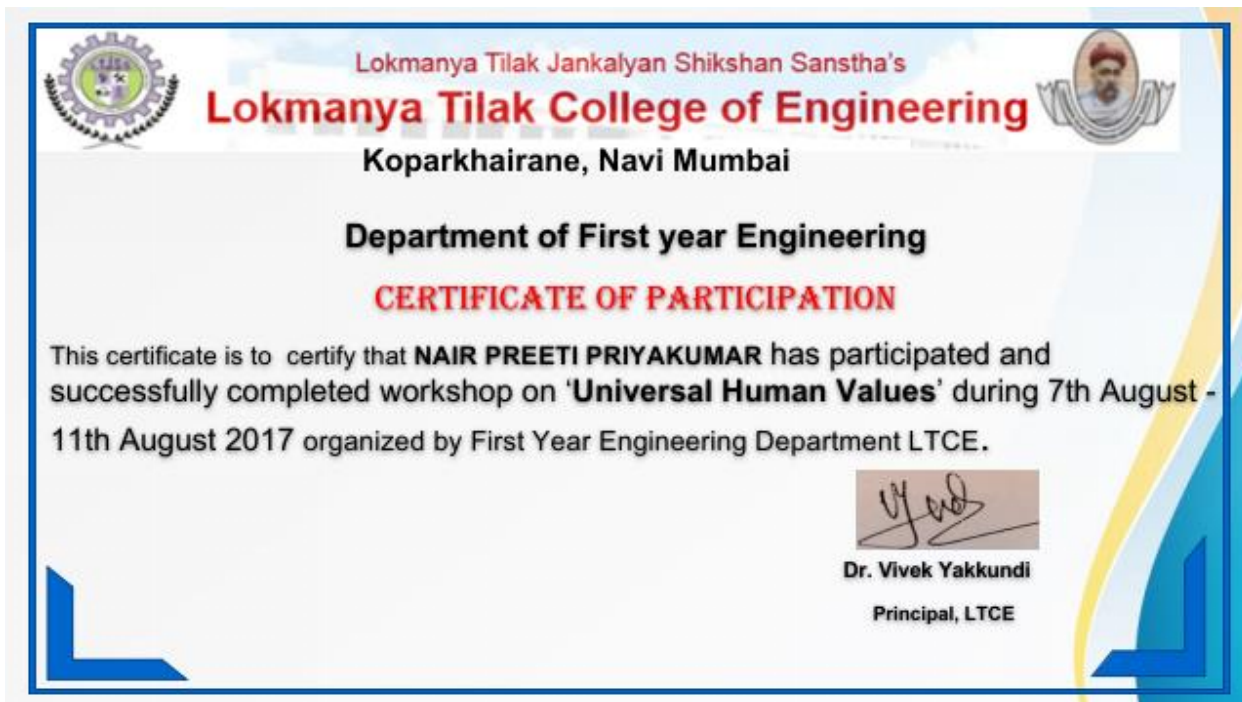 Lokmanya Tilak Jankalyan Shikshan Sanstha's
Lokmanya Tilak College of Engineering
Koparkhairane, Navi Mumbai
Department of First year Engineering
CERTIFICATE OF PARTICIPATION
This certificate is to certify that NAIR PREETI PRIYAKUMAR has participated and
successfully completed workshop on ‘Universal Human Values’ during 7th August -
11th August 2017 organized by First Year Engineering Department LTCE.
Dr. Vivek Yakkundi
Principal, LTCE